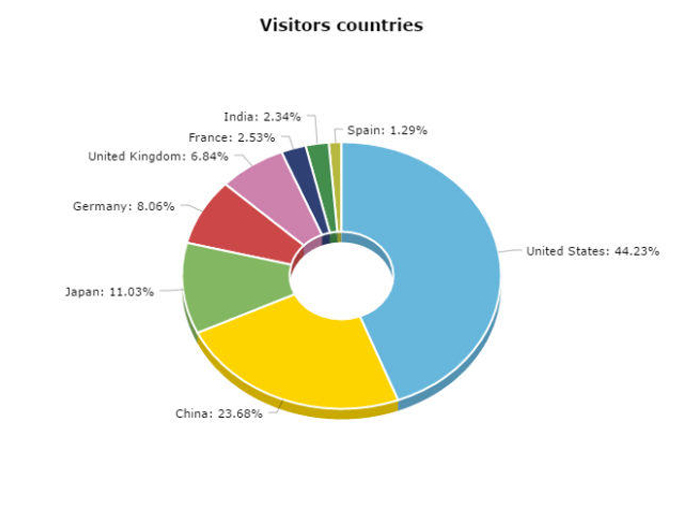 Visitors countries
India: 2.34%
Spain: 1.29%
France: 2.53%
United Kingdom: 6.84%
Germany: 8.06%
United States: 44.23%
Japan: 11.03%
China: 23.68%